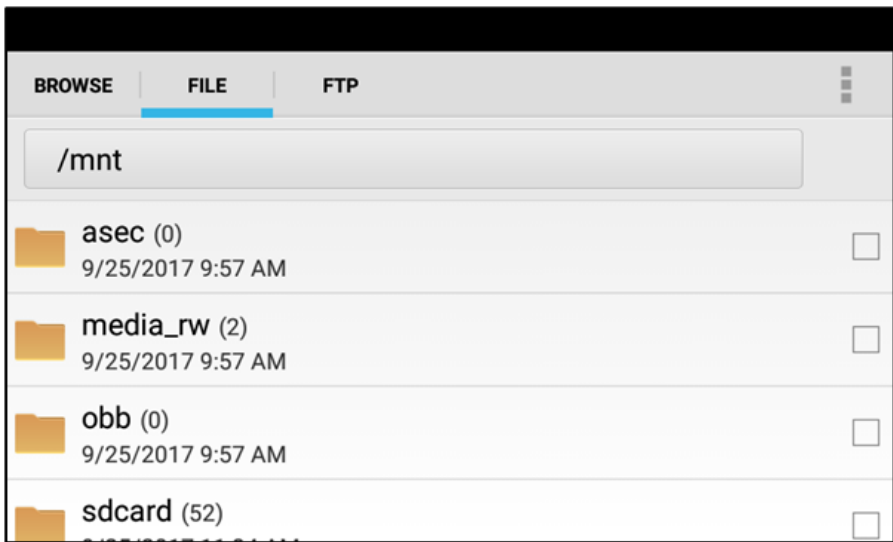 BROWSE FILE FTP
/mnt
asec (0)
9/25/2017 9:57 AM
media_rw (2)
9/25/2017 9:57 AM
obb (0)
9/25/2017 9:57 AM
sdcard (52)